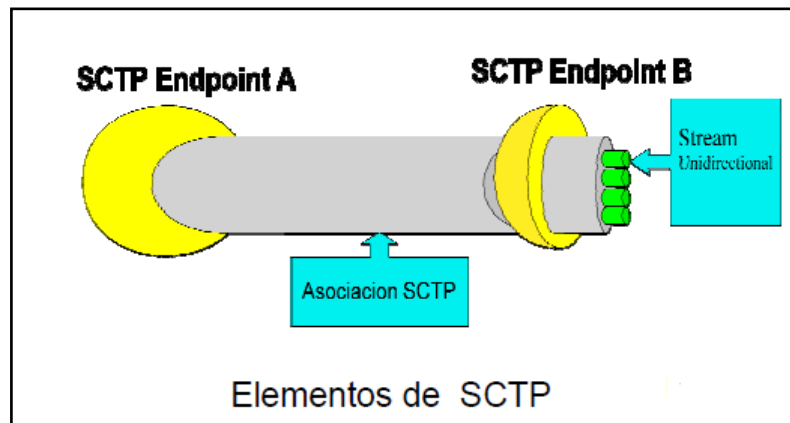 SCTP Endpoint A
SCTP Endpoint B
Stream
Unidirectional
Asociacion SCTP
Elementos de SCTP